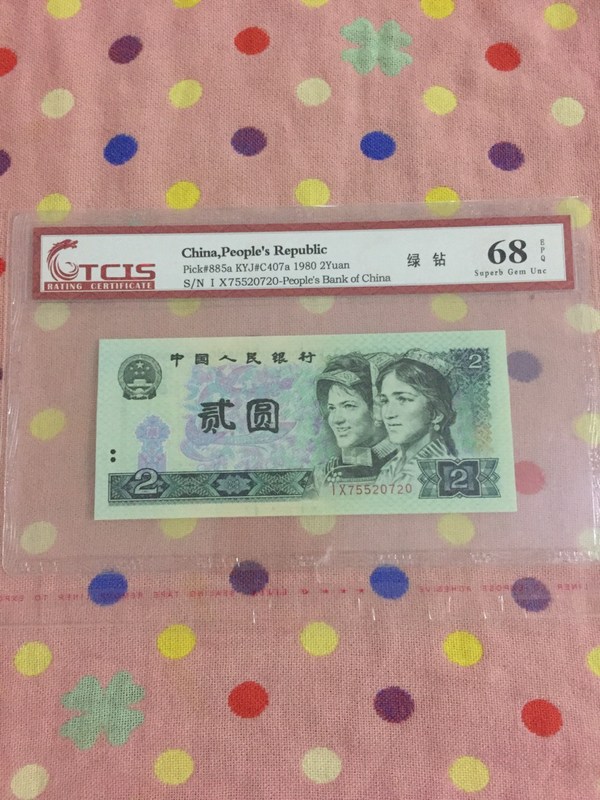 TCIS
RATING CERTIFICATE
China,People's Republic
Pick#885a KYJ#C407a 1980 2Yuan
S/N I X75520720-People's Bank of China
绿 钻
68
EPQ
Superb Gem Unc
中国人民银行
2
贰圆
2
IX75520720
2